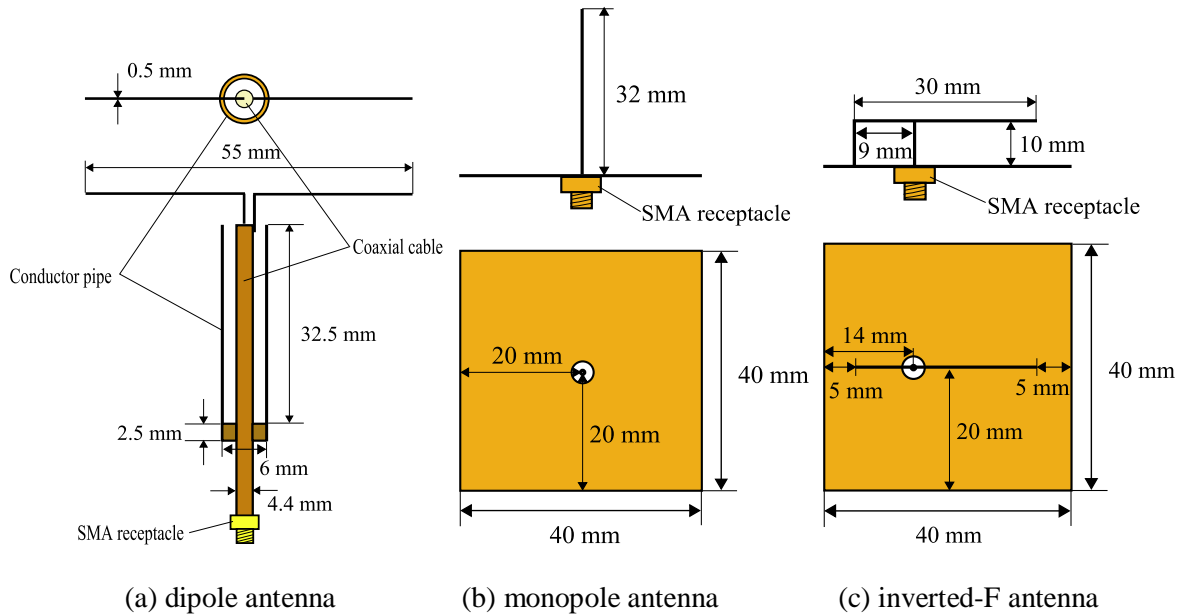 0.5 mm
55 mm
Coaxial cable
Conductor pipe
32.5 mm
2.5 mm
6 mm
4.4 mm
SMA receptacle
(a) dipole antenna
32 mm
SMA receptacle
20 mm
20 mm
40 mm
40 mm
(b) monopole antenna
30 mm
9 mm
10 mm
SMA receptacle
14 mm
5 mm
5 mm
20 mm
40 mm
40 mm
(c) inverted-F antenna